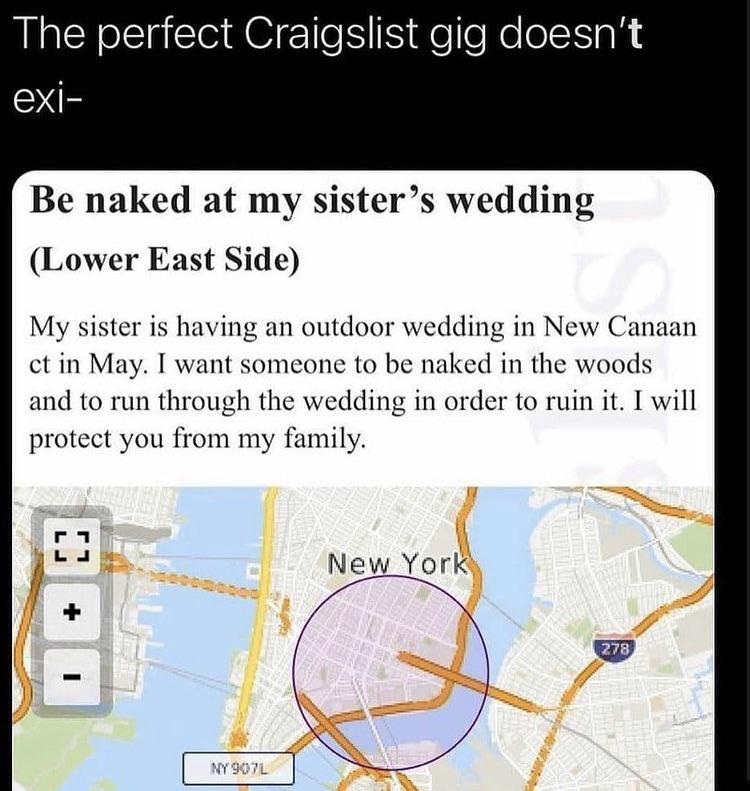 The perfect Craigslist gig doesn't
exi-
Be naked at my sister's wedding
(Lower East Side)
My sister is having an outdoor wedding in New Canaan
ct in May. I want someone to be naked in the woods
and to run through the wedding in order to ruin it. I will
protect you from my family.
New York
+
278
-
NY 907L